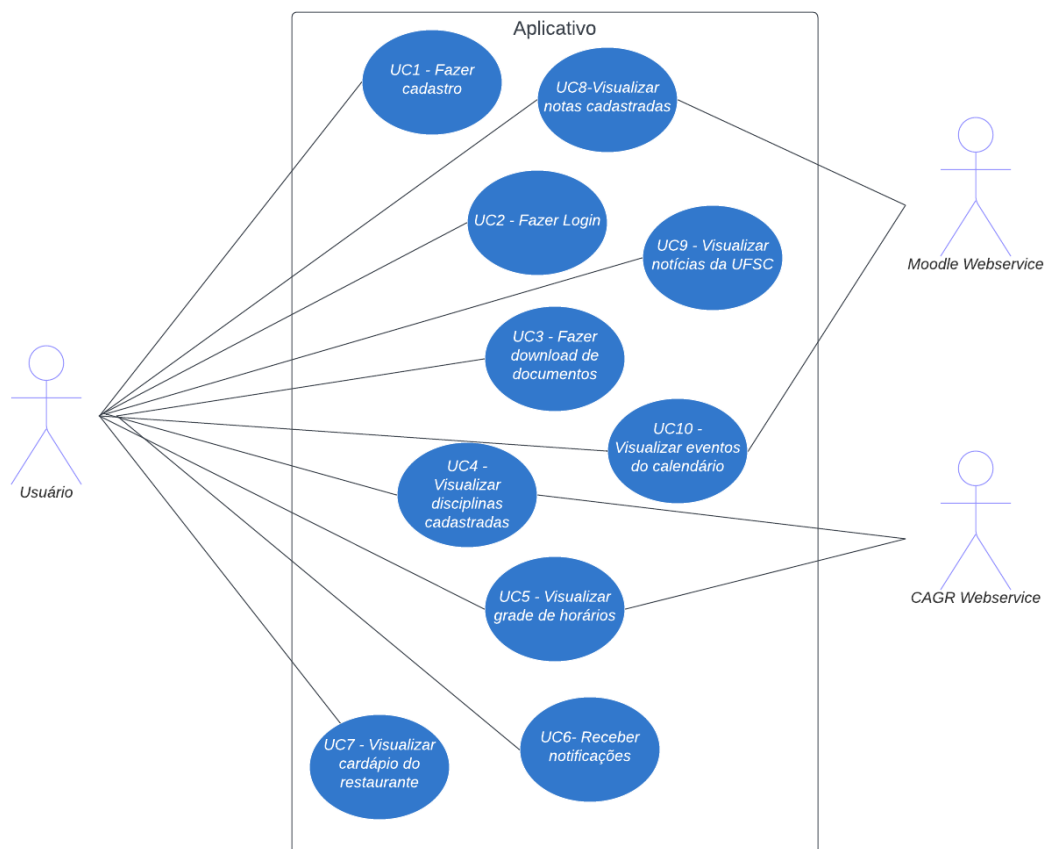 Aplicativo
UC1 - Fazer
cadastro
UC8-Visualizar
notas cadastradas
UC2 - Fazer Login
UC9 - Visualizar
notícias da UFSC
Moodle Webservice
UC3 - Fazer
download de
documentos
UC10 -
Visualizar eventos
do calendário
Usuário
UC4 -
Visualizar
disciplinas
cadastradas
UC5 - Visualizar
grade de horários
CAGR Webservice
UC7 - Visualizar
cardápio do
restaurante
UC6- Receber
notificações